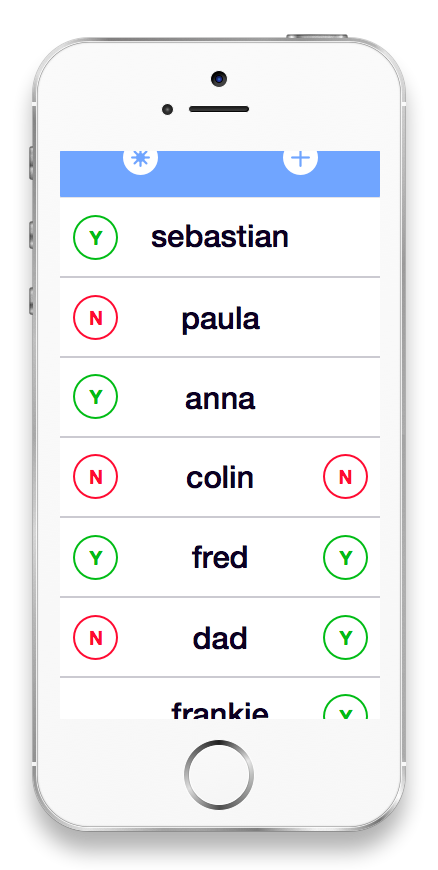 Y sebastian
N paula
Y anna
N colin N
Y fred Y
N dad Y
frankie Y